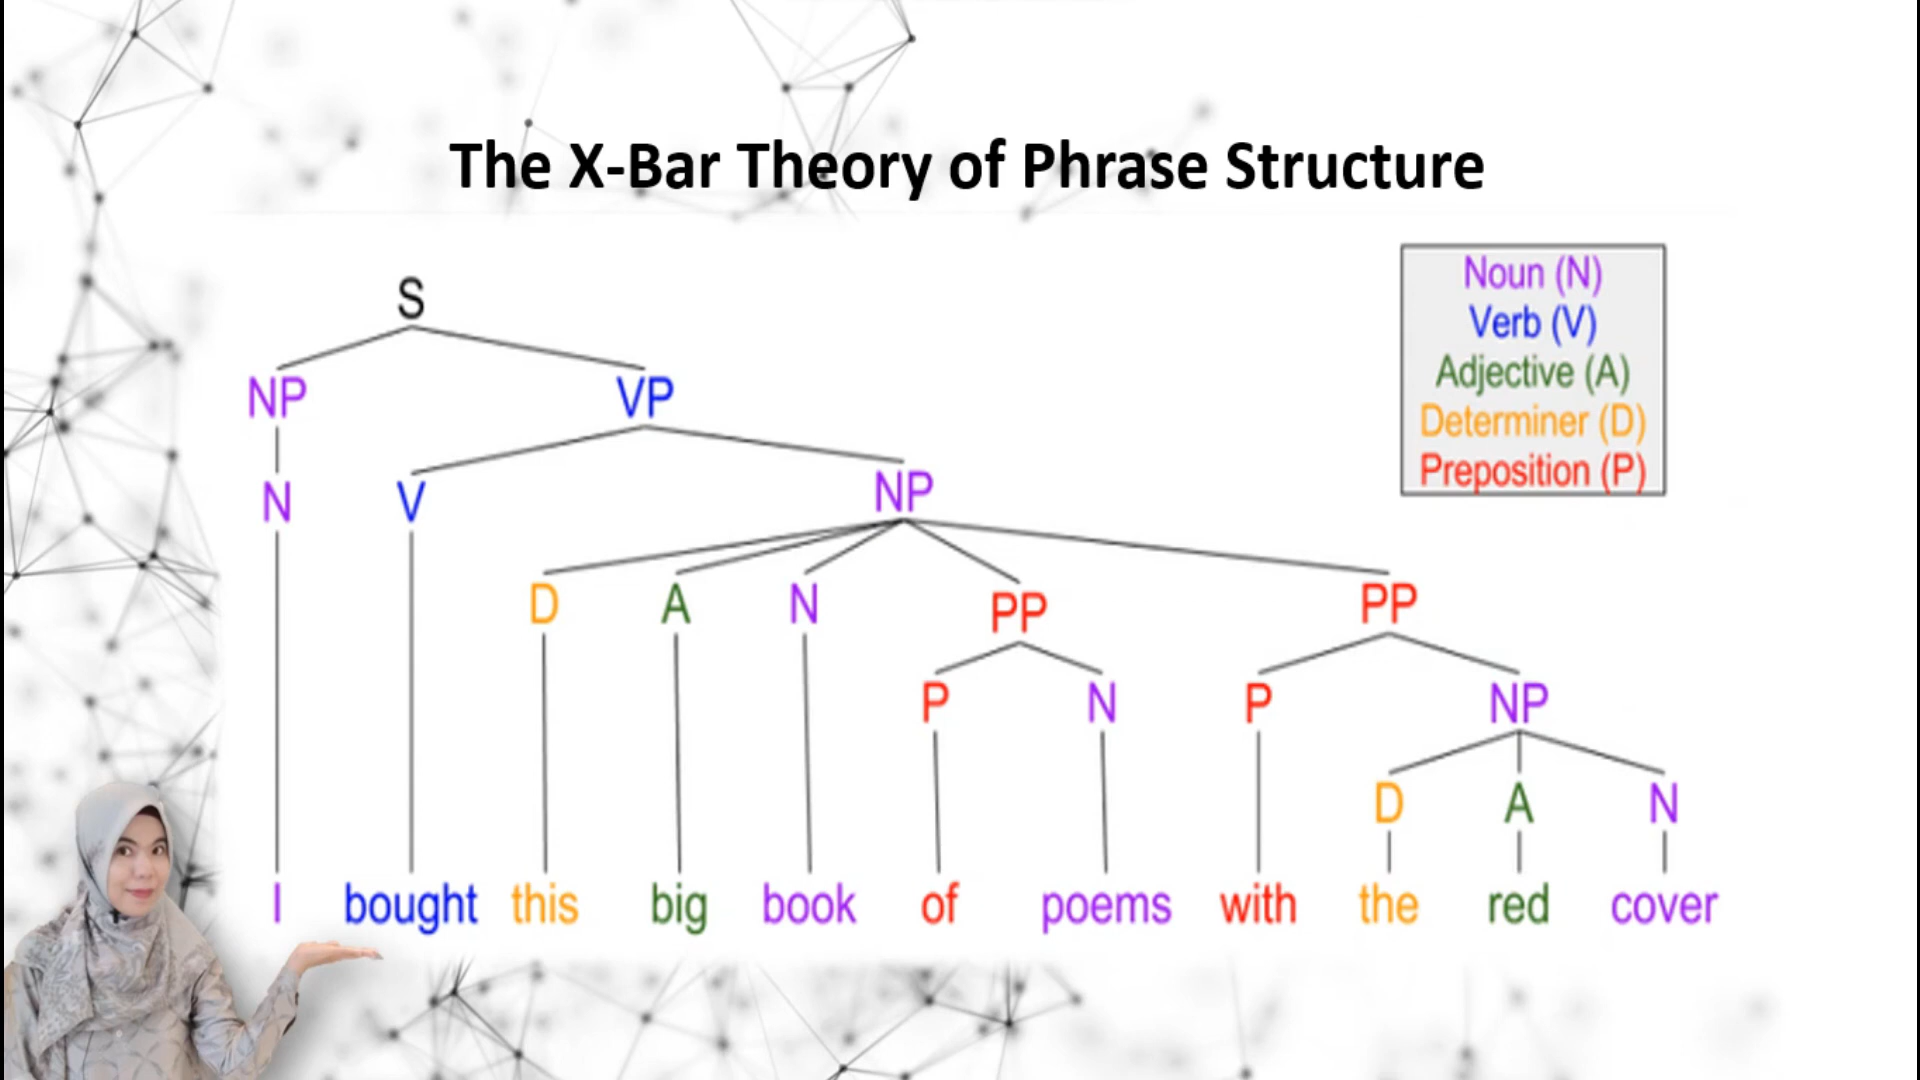 The X-Bar Theory of Phrase Structure
Noun (N)
Verb (V)
Adjective (A)
Determiner (D)
Preposition (P)
S
NP VP
N V NP
D A N PP PP
P N P NP
D A N
I bought this big book of poems with the red cover